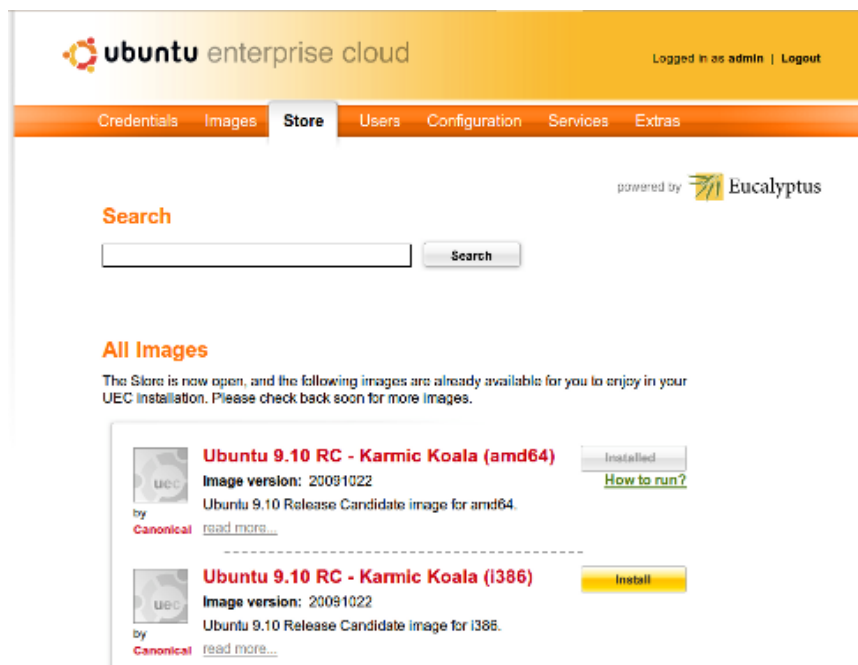 ubuntu enterprise cloud
Logged in as admin | Logout
Credentials Images Store Users Configuration Services Extras
powered by Eucalyptus
Search
Search
All Images
The Store is now open, and the following images are already available for you to enjoy in your
UEC installation. Please check back soon for more images.
uec
by
Canonical
Ubuntu 9.10 RC - Karmic Koala (amd64)
Installed
Image version: 20091022
How to run?
Ubuntu 9.10 Release Candidate image for amd64.
read more...
uec
by
Canonical
Ubuntu 9.10 RC - Karmic Koala (i386)
Install
Image version: 20091022
Ubuntu 9.10 Release Candidate image for i386.
read more...